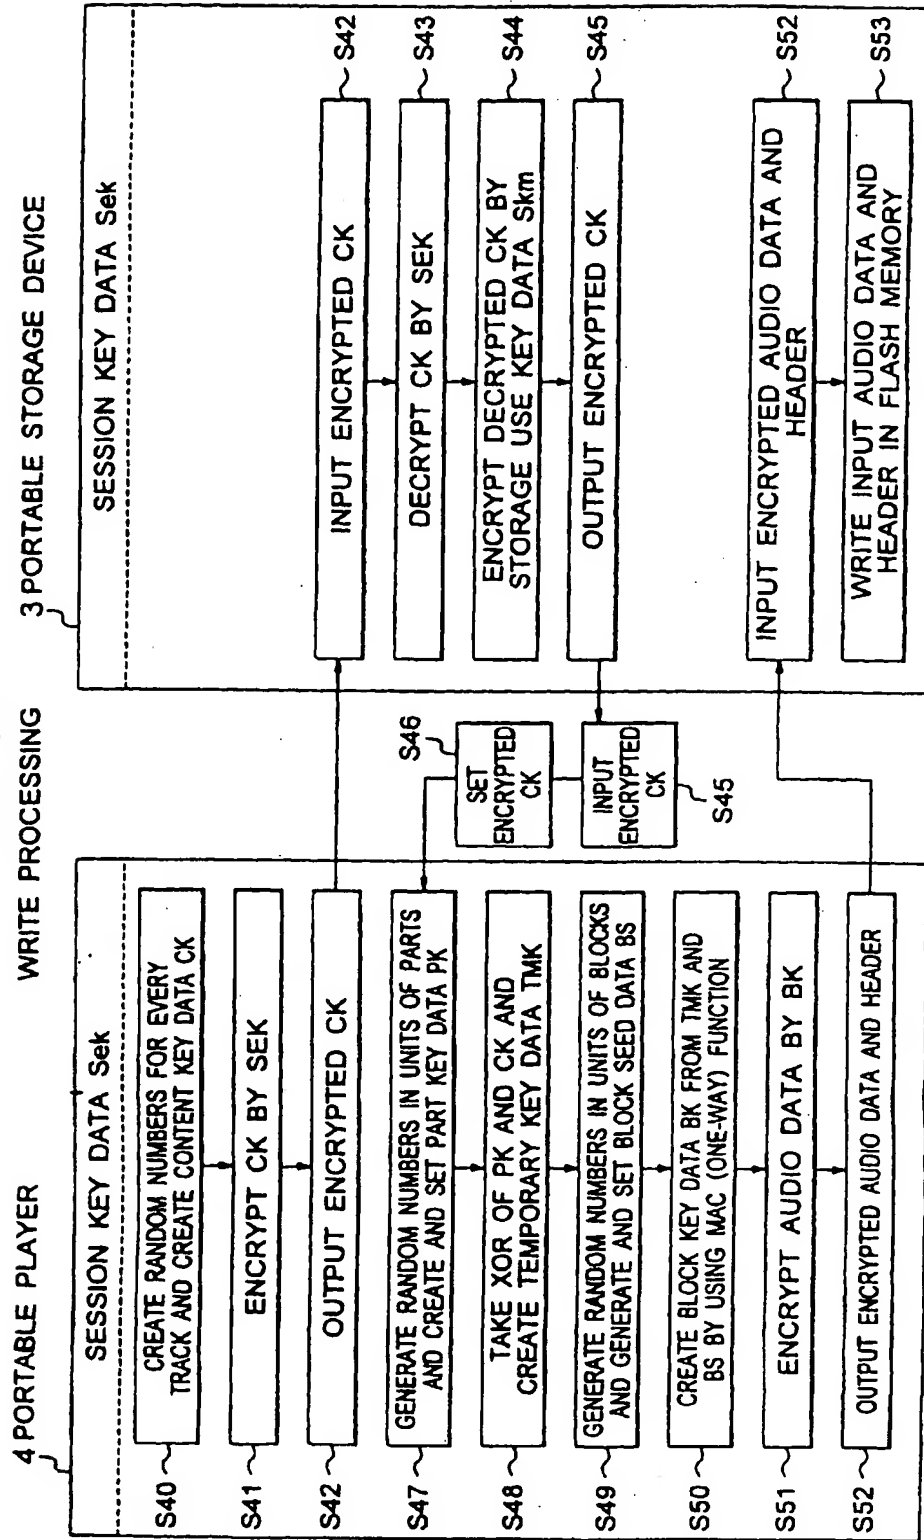 WRITE PROCESSING
4 PORTABLE PLAYER
SESSION KEY DATA Sek
S40
CREATE RANDOM NUMBERS FOR EVERY
TRACK AND CREATE CONTENT KEY DATA CK
S41
ENCRYPT CK BY SEK
S42
OUTPUT ENCRYPTED CK
S47
GENERATE RANDOM NUMBERS IN UNITS OF PARTS
AND CREATE AND SET PART KEY DATA PK
S48
TAKE XOR OF PK AND CK AND
CREATE TEMPORARY KEY DATA TMK
S49
GENERATE RANDOM NUMBERS IN UNITS OF BLOCKS
AND GENERATE AND SET BLOCK SEED DATA BS
S50
CREATE BLOCK KEY DATA BK FROM TMK AND
BS BY USING MAC (ONE-WAY) FUNCTION
S51
ENCRYPT AUDIO DATA BY BK
S52
OUTPUT ENCRYPTED AUDIO DATA AND HEADER
S46
SET
ENCRYPTED
CK
INPUT
ENCRYPTED
CK
S45
3 PORTABLE STORAGE DEVICE
SESSION KEY DATA Sek
INPUT ENCRYPTED CK
S42
DECRYPT CK BY SEK
S43
ENCRYPT DECRYPTED CK BY
STORAGE USE KEY DATA Skm
S44
OUTPUT ENCRYPTED CK
S45
INPUT ENCRYPTED AUDIO DATA AND
HEADER
S52
WRITE INPUT AUDIO DATA AND
HEADER IN FLASH MEMORY
S53